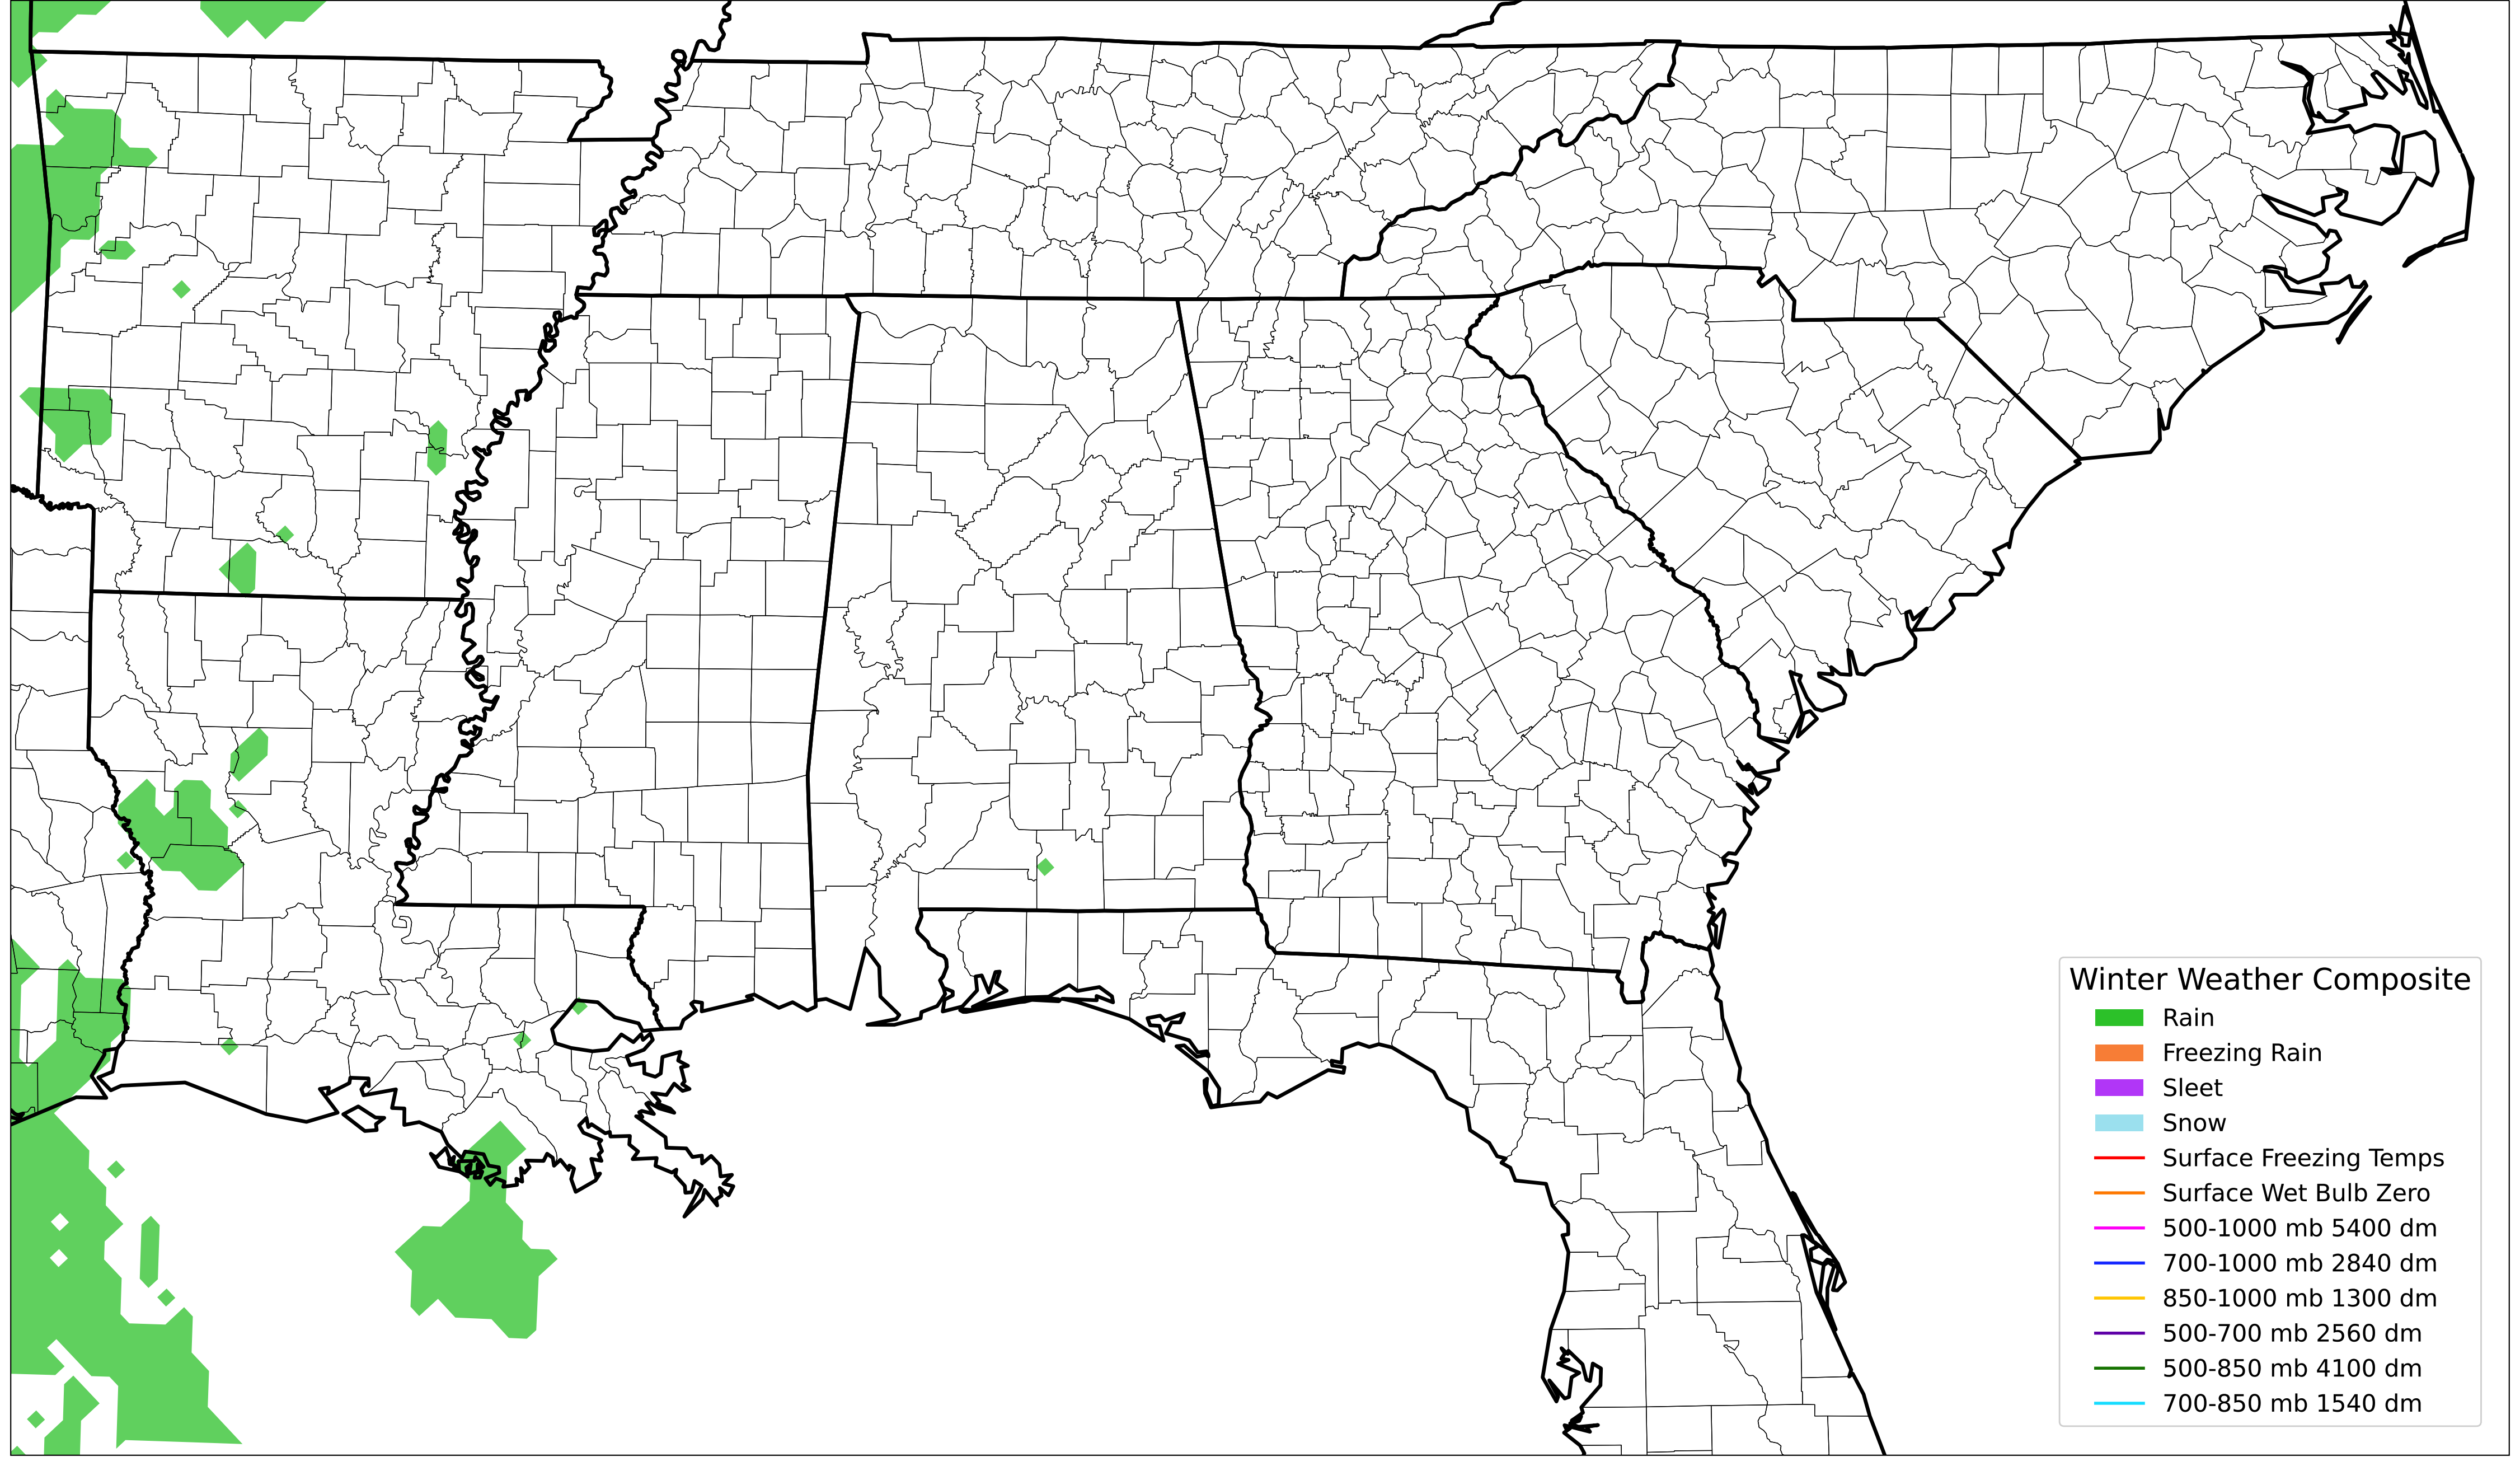 Winter Weather Composite
Rain
Freezing Rain
Sleet
Snow
Surface Freezing Temps
Surface Wet Bulb Zero
500-1000 mb 5400 dm
700-1000 mb 2840 dm
850-1000 mb 1300 dm
500-700 mb 2560 dm
500-850 mb 4100 dm
700-850 mb 1540 dm